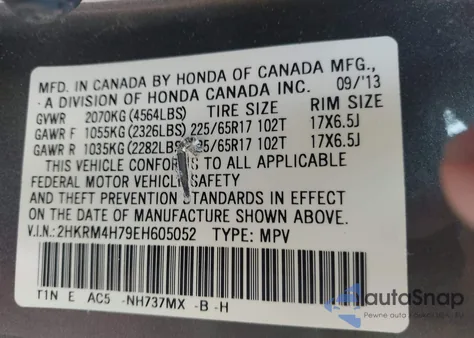 MFD. IN CANADA BY HONDA OF CANADA MFG.,
A DIVISION OF HONDA CANADA INC. 09/'13
GVWR 2070KG (4564LBS) TIRE SIZE RIM SIZE
GAWR F 1055KG (2326LBS) 225/65R17 102T 17X6.5J
GAWR R 1035KG (2282LBS) 5/65R17 102T 17X6.5J
THIS VEHICLE CONFORMS TO ALL APPLICABLE
FEDERAL MOTOR VEHICLE SAFETY
AND THEFT PREVENTION STANDARDS IN EFFECT
ON THE DATE OF MANUFACTURE SHOWN ABOVE.
V.I.N.: 2HKRM4H79EH605052 TYPE: MPV
T1N E AC5 -NH737MX -B -H
autoSnap
Pewne auto